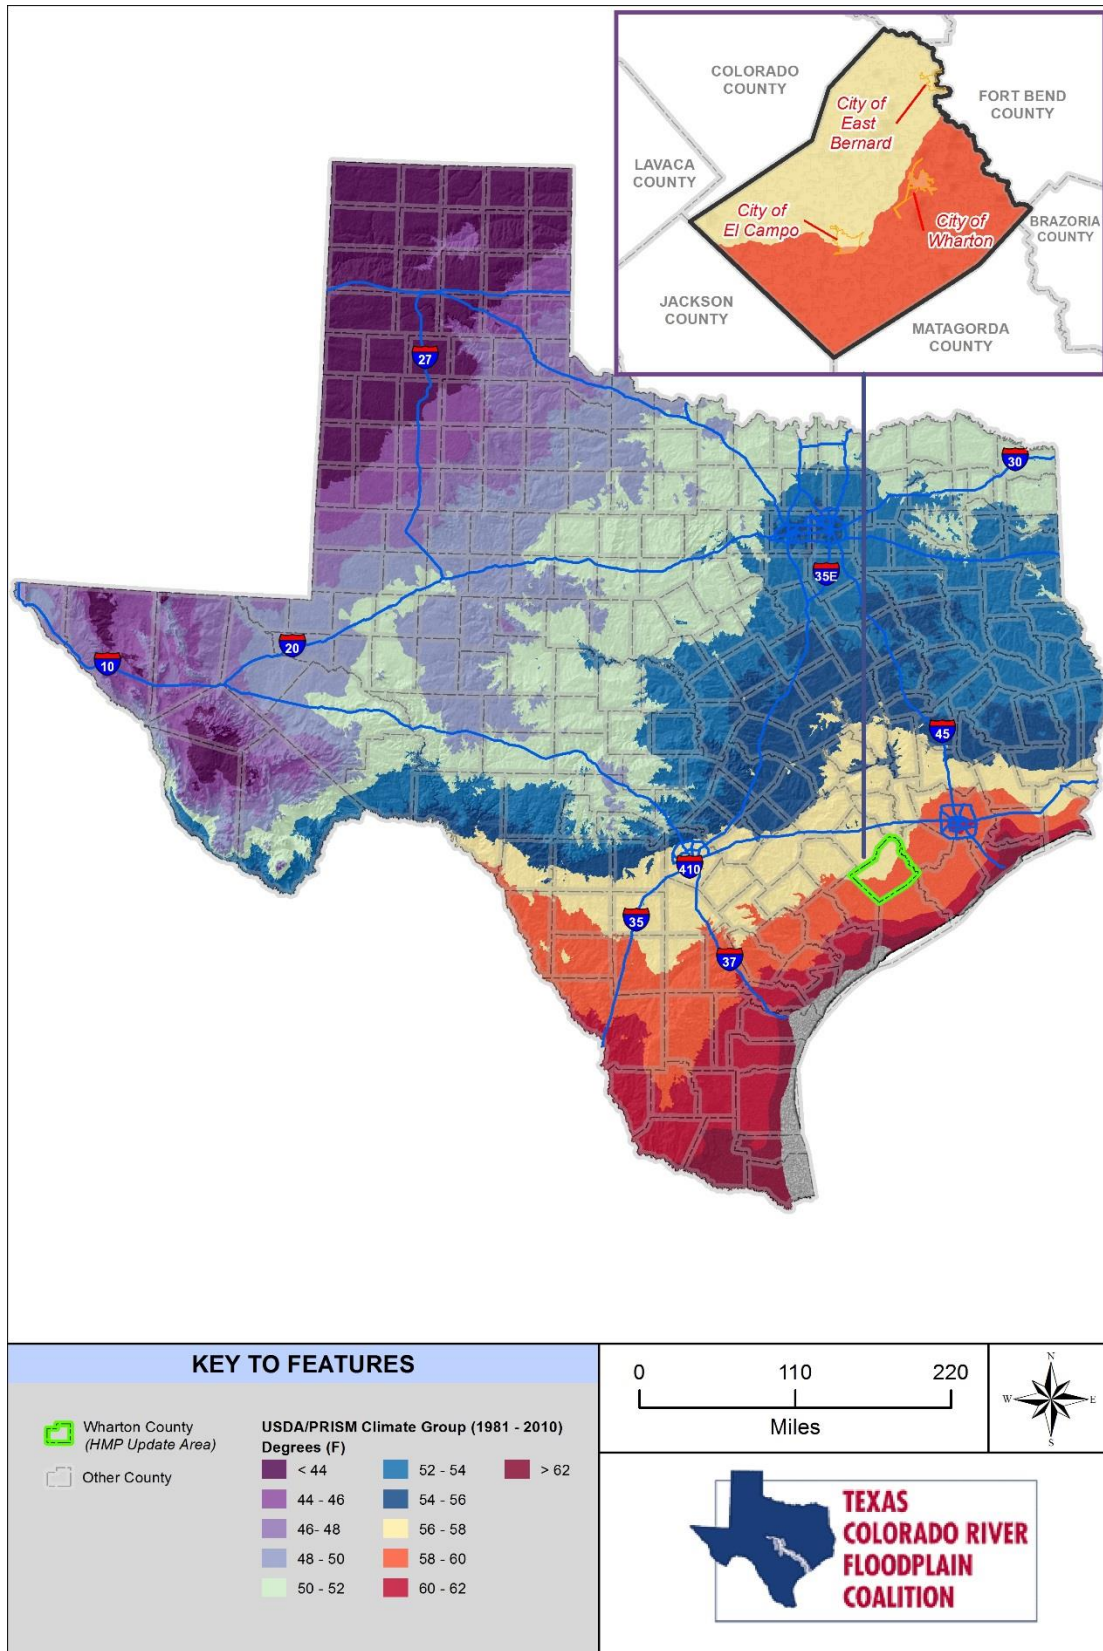 COLORADO
COUNTY
FORT BEND
COUNTY
City of
East
Bernard
LAVACA
COUNTY
City of
El Campo
City of
Wharton
BRAZORIA
COUNTY
JACKSON
COUNTY
MATAGORDA
COUNTY
27
30
35E
20
10
45
410
35
37
KEY TO FEATURES
Wharton County
(HMP Update Area)
Other County
USDA/PRISM Climate Group (1981 - 2010)
Degrees (F)
< 44
44 - 46
46- 48
48 - 50
50 - 52
52 - 54
54 - 56
56 - 58
58 - 60
60 - 62
> 62
0 110 220
Miles
N
W E
S
TEXAS
COLORADO RIVER
FLOODPLAIN
COALITION